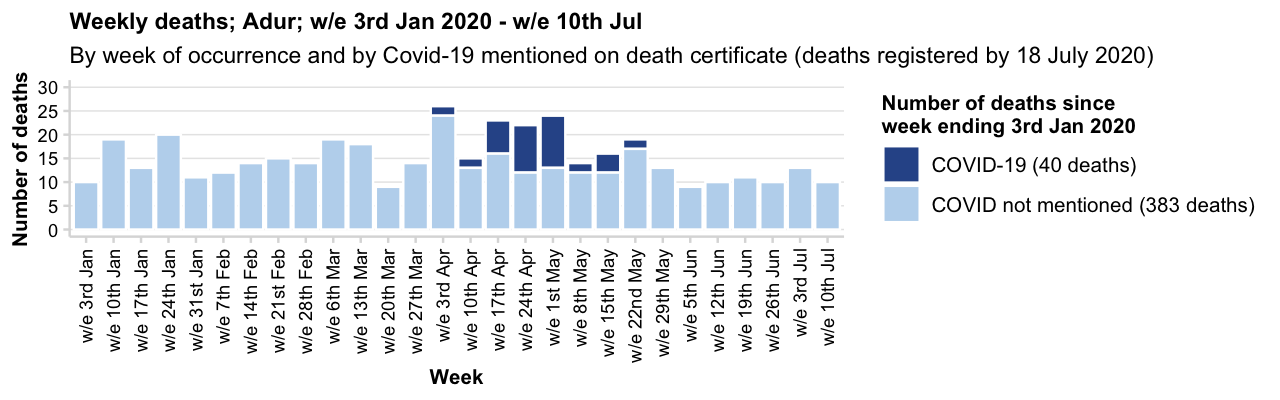 Weekly deaths; Adur; w/e 3rd Jan 2020 - w/e 10th Jul
By week of occurrence and by Covid-19 mentioned on death certificate (deaths registered by 18 July 2020)
Number of deaths
30
25
20
15
10
5
0
w/e 3rd Jan
w/e 10th Jan
w/e 17th Jan
w/e 24th Jan
w/e 31st Jan
w/e 7th Feb
w/e 14th Feb
w/e 21st Feb
w/e 28th Feb
w/e 6th Mar
w/e 13th Mar
w/e 20th Mar
w/e 27th Mar
w/e 3rd Apr
w/e 10th Apr
w/e 17th Apr
w/e 24th Apr
w/e 1st May
w/e 8th May
w/e 15th May
w/e 22nd May
w/e 29th May
w/e 5th Jun
w/e 12th Jun
w/e 19th Jun
w/e 26th Jun
w/e 3rd Jul
w/e 10th Jul
Week
Number of deaths since
week ending 3rd Jan 2020
COVID-19 (40 deaths)
COVID not mentioned (383 deaths)